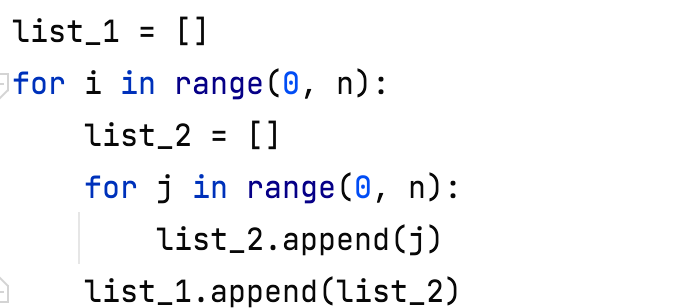 list_1 = []
for i in range(0, n):
    list_2 = []
    for j in range(0, n):
        list_2.append(j)
    list_1.append(list_2)